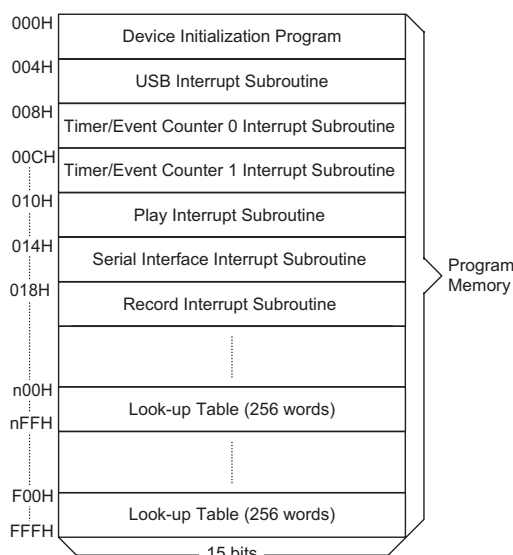 000H
Device Initialization Program
004H
USB Interrupt Subroutine
008H
Timer/Event Counter 0 Interrupt Subroutine
00CH
Timer/Event Counter 1 Interrupt Subroutine
010H
Play Interrupt Subroutine
014H
Serial Interface Interrupt Subroutine
018H
Record Interrupt Subroutine
Program
Memory
n00H
Look-up Table (256 words)
nFFH
F00H
Look-up Table (256 words)
FFFH
15 bits